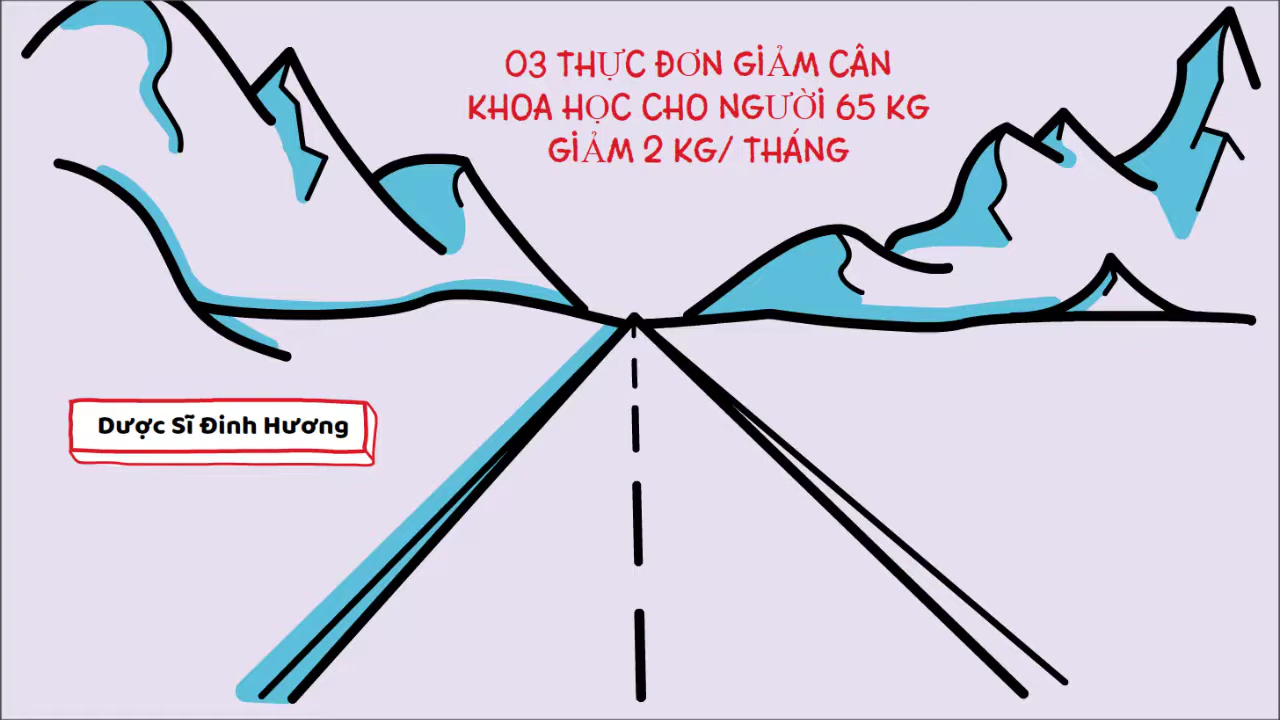 03 THỰC ĐƠN GIẢM CÂN
KHOA HỌC CHO NGƯỜI 65 KG
GIẢM 2 KG/ THÁNG
Dược Sĩ Đinh Hương